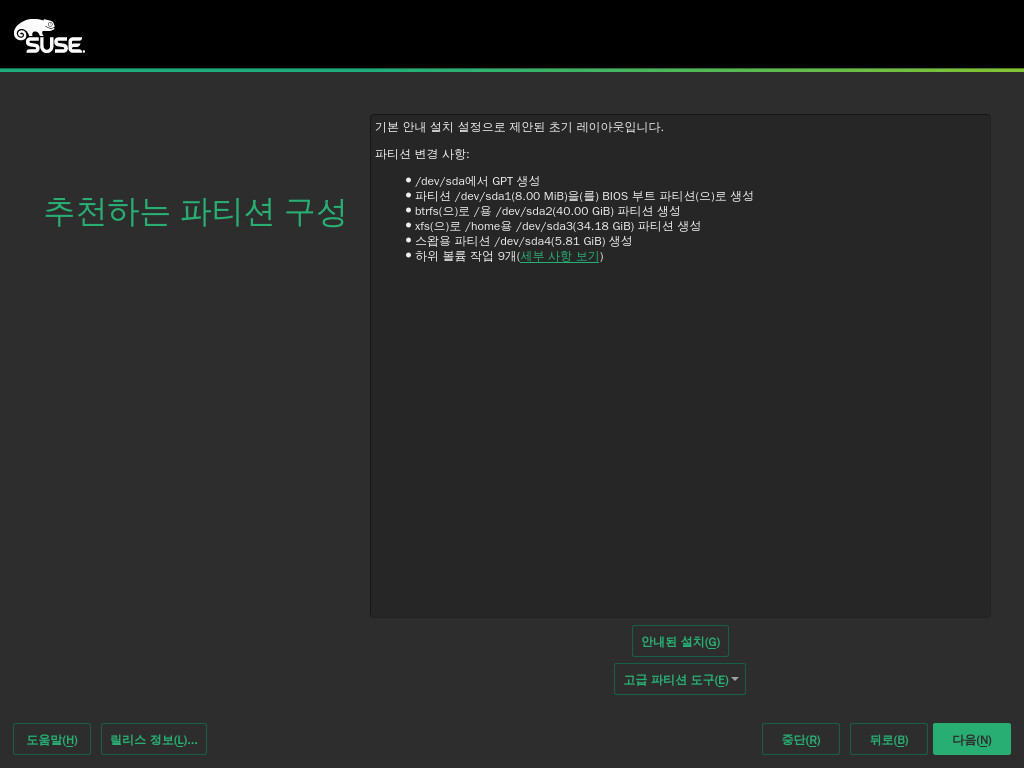 SUSE
기본 안내 설치 설정으로 제안된 초기 레이아웃입니다.
파티션 변경 사항:
추천하는 파티션 구성
• /dev/sda에서 GPT 생성
• 파티션 /dev/sda1(8.00 MiB)을(를) BIOS 부트 파티션(으)로 생성
• btrfs(으)로 /용 /dev/sda2(40.00 GiB) 파티션 생성
• xfs(으)로 /home용 /dev/sda3(34.18 GiB) 파티션 생성
• 스왑용 파티션 /dev/sda4(5.81 GiB) 생성
• 하위 볼륨 작업 9개(세부 사항 보기)
안내된 설치(G)
고급 파티션 도구(E)
도움말(H) 릴리스 정보(L)... 중단(R) 뒤로(B) 다음(N)